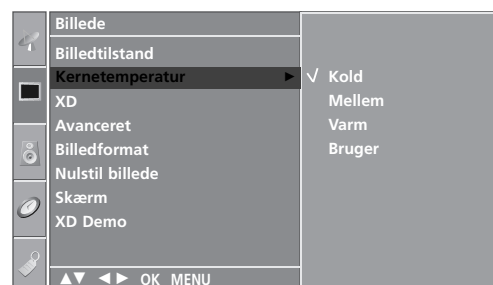 Billede
Billedtilstand
Kernetemperatur ►
XD
Avanceret
Billedformat
Nulstil billede
Skærm
XD Demo
▲▼ ◄► OK MENU
√ Kold
Mellem
Varm
Bruger